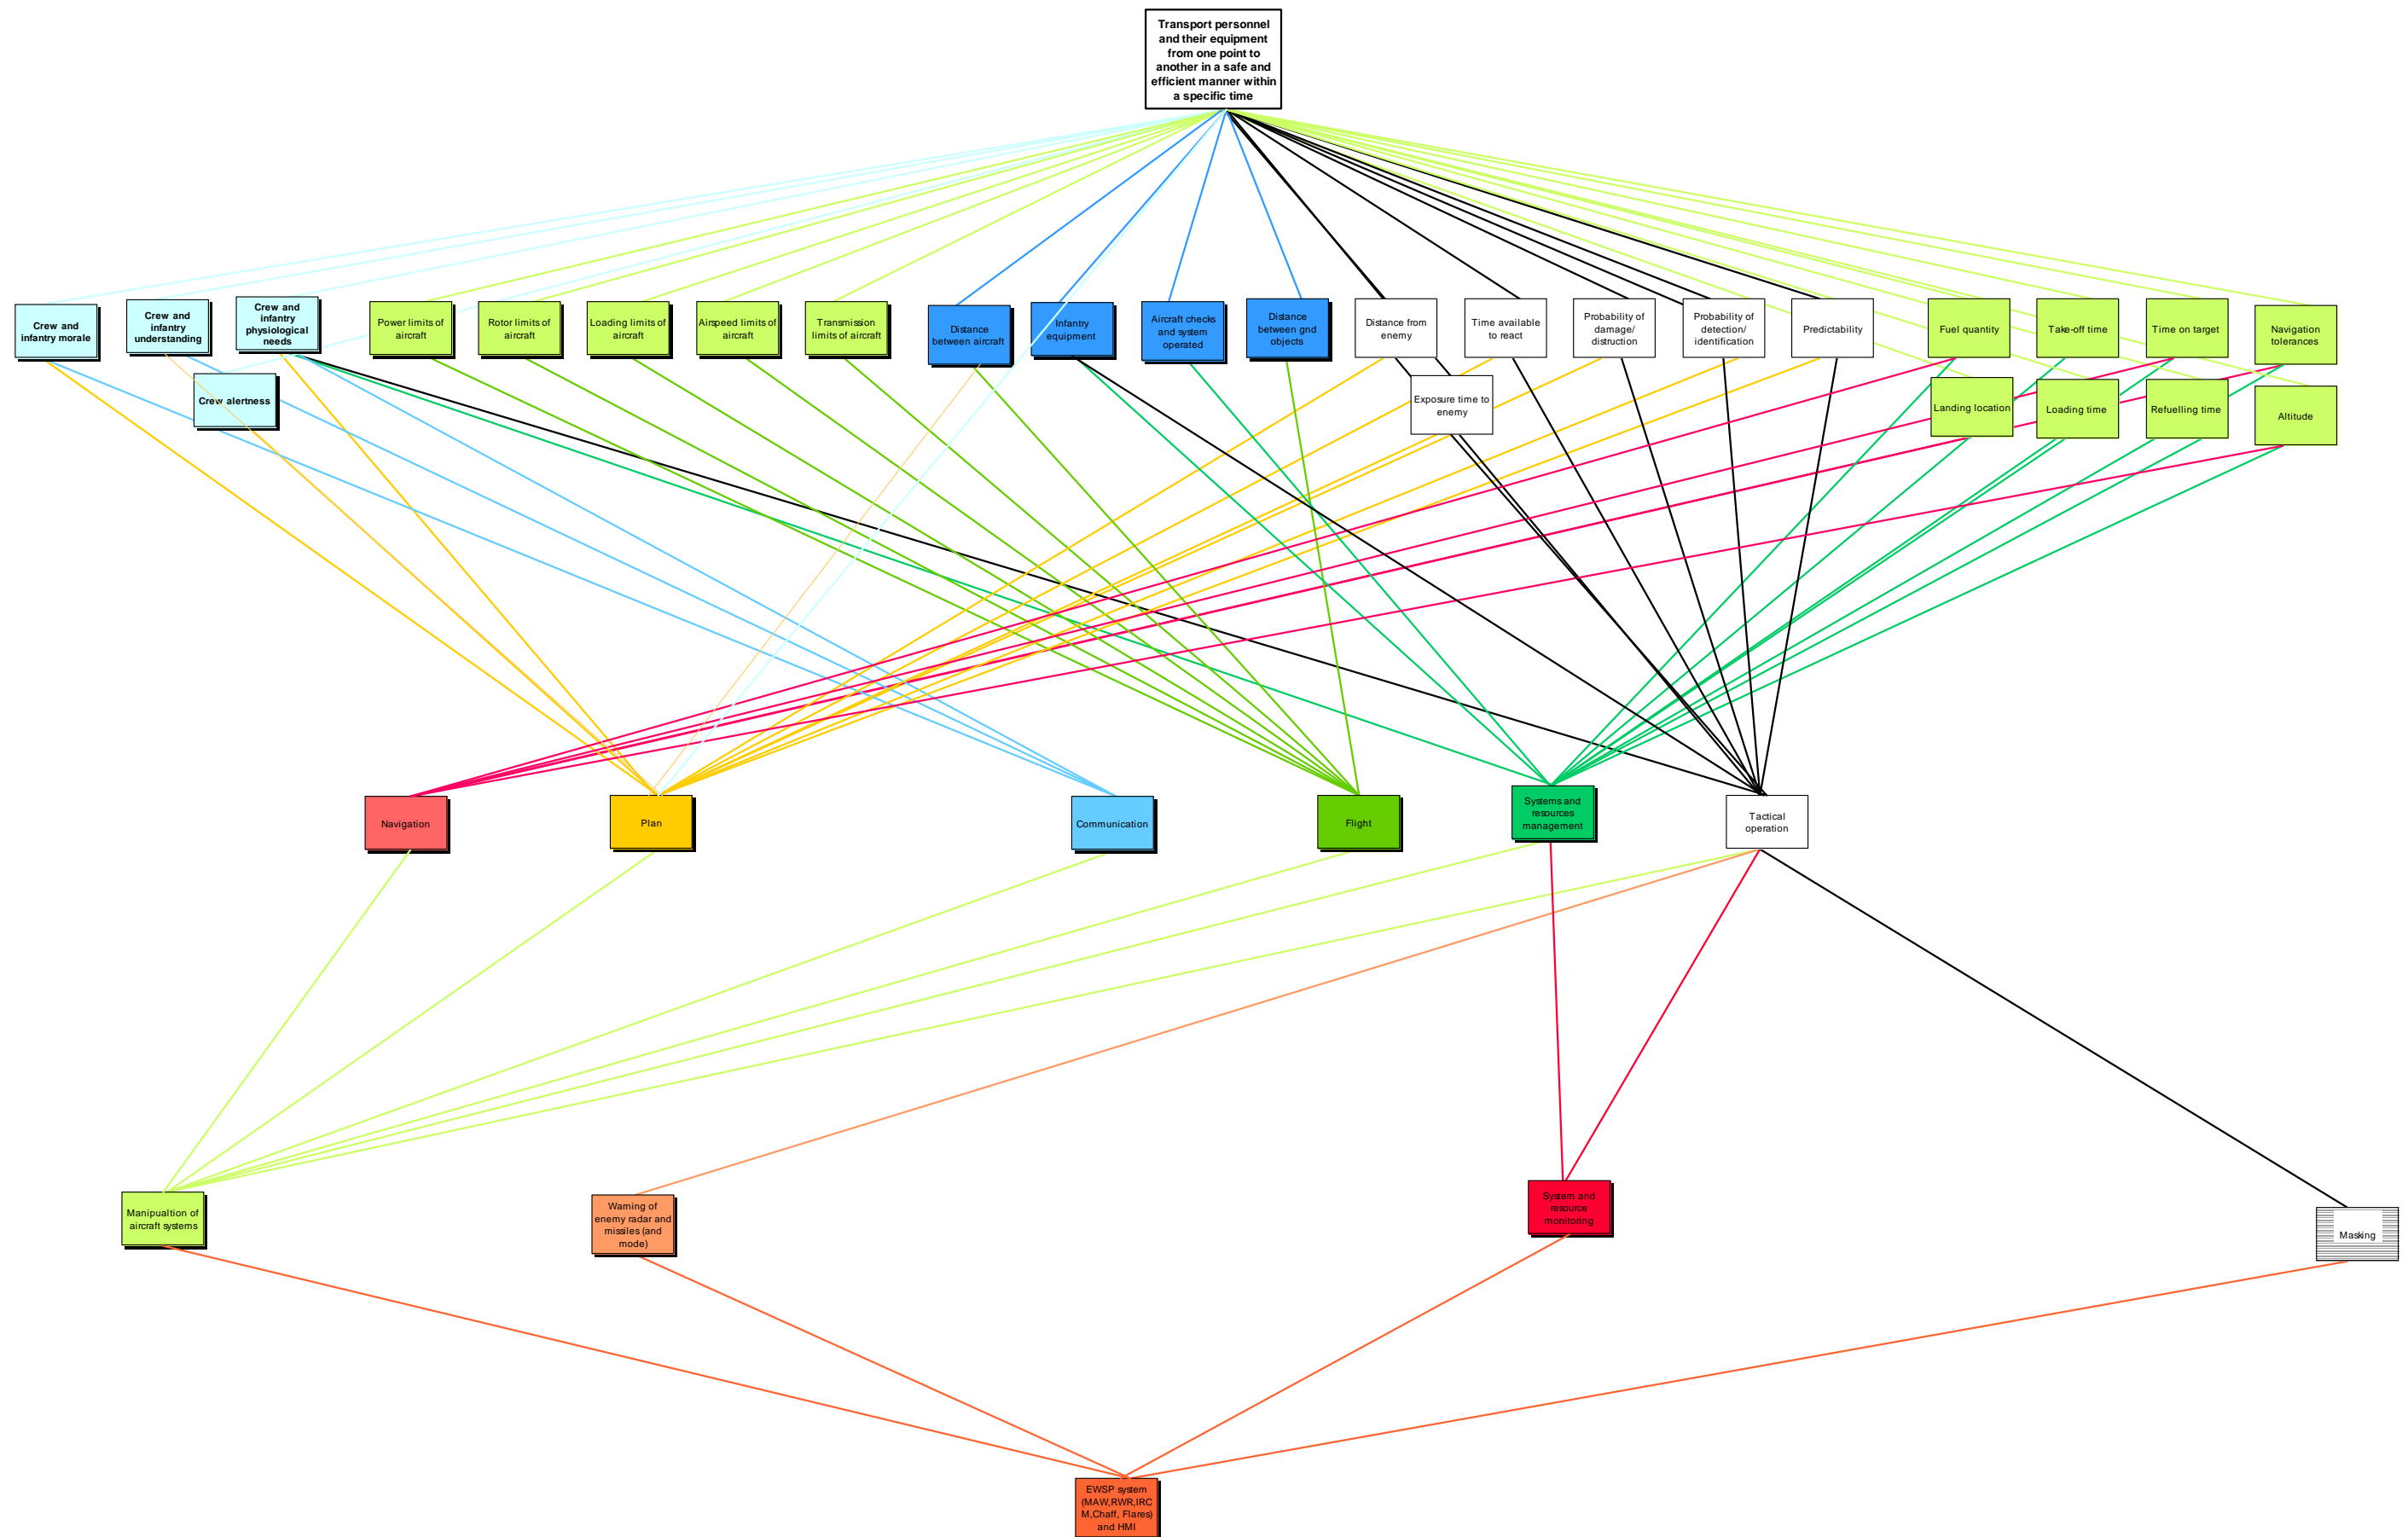 Transport personnel
and their equipment
from one point to
another in a safe and
efficient manner within
a specific time
Crew and
infantry morale
Crew and
infantry
understanding
Crew and
infantry
physiological
needs
Power limits of
aircraft
Rotor limits of
aircraft
Loading limits of
aircraft
Airspeed limits of
aircraft
Transmission
limits of aircraft
Distance
between aircraft
Infantry
equipment
Aircraft checks
and system
operated
Distance
between gnd
objects
Distance from
enemy
Time available
to react
Probability of
damage/
distruction
Probability of
detection/
identification
Predictability
Fuel quantity
Take-off time
Time on target
Navigation
tolerances
Crew alertness
Exposure time to
enemy
Landing location
Loading time
Refuelling time
Altitude
Navigation
Plan
Communication
Flight
Systems and
resources
management
Tactical
operation
Manipualtion of
aircraft systems
Warning of
enemy radar and
missiles (and
mode)
System and
resource
monitoring
Masking
EWSP system
(MAW,RWR,IRC
M,Chaff, Flares)
and HMI